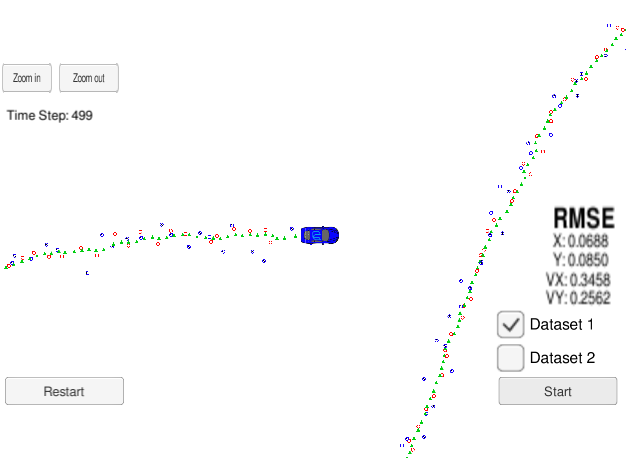 Zoom in
Zoom out
Time Step: 499
RMSE
X: 0.0688
Y: 0.0850
VX: 0.3458
VY: 0.2562
Dataset 1
Dataset 2
Restart
Start